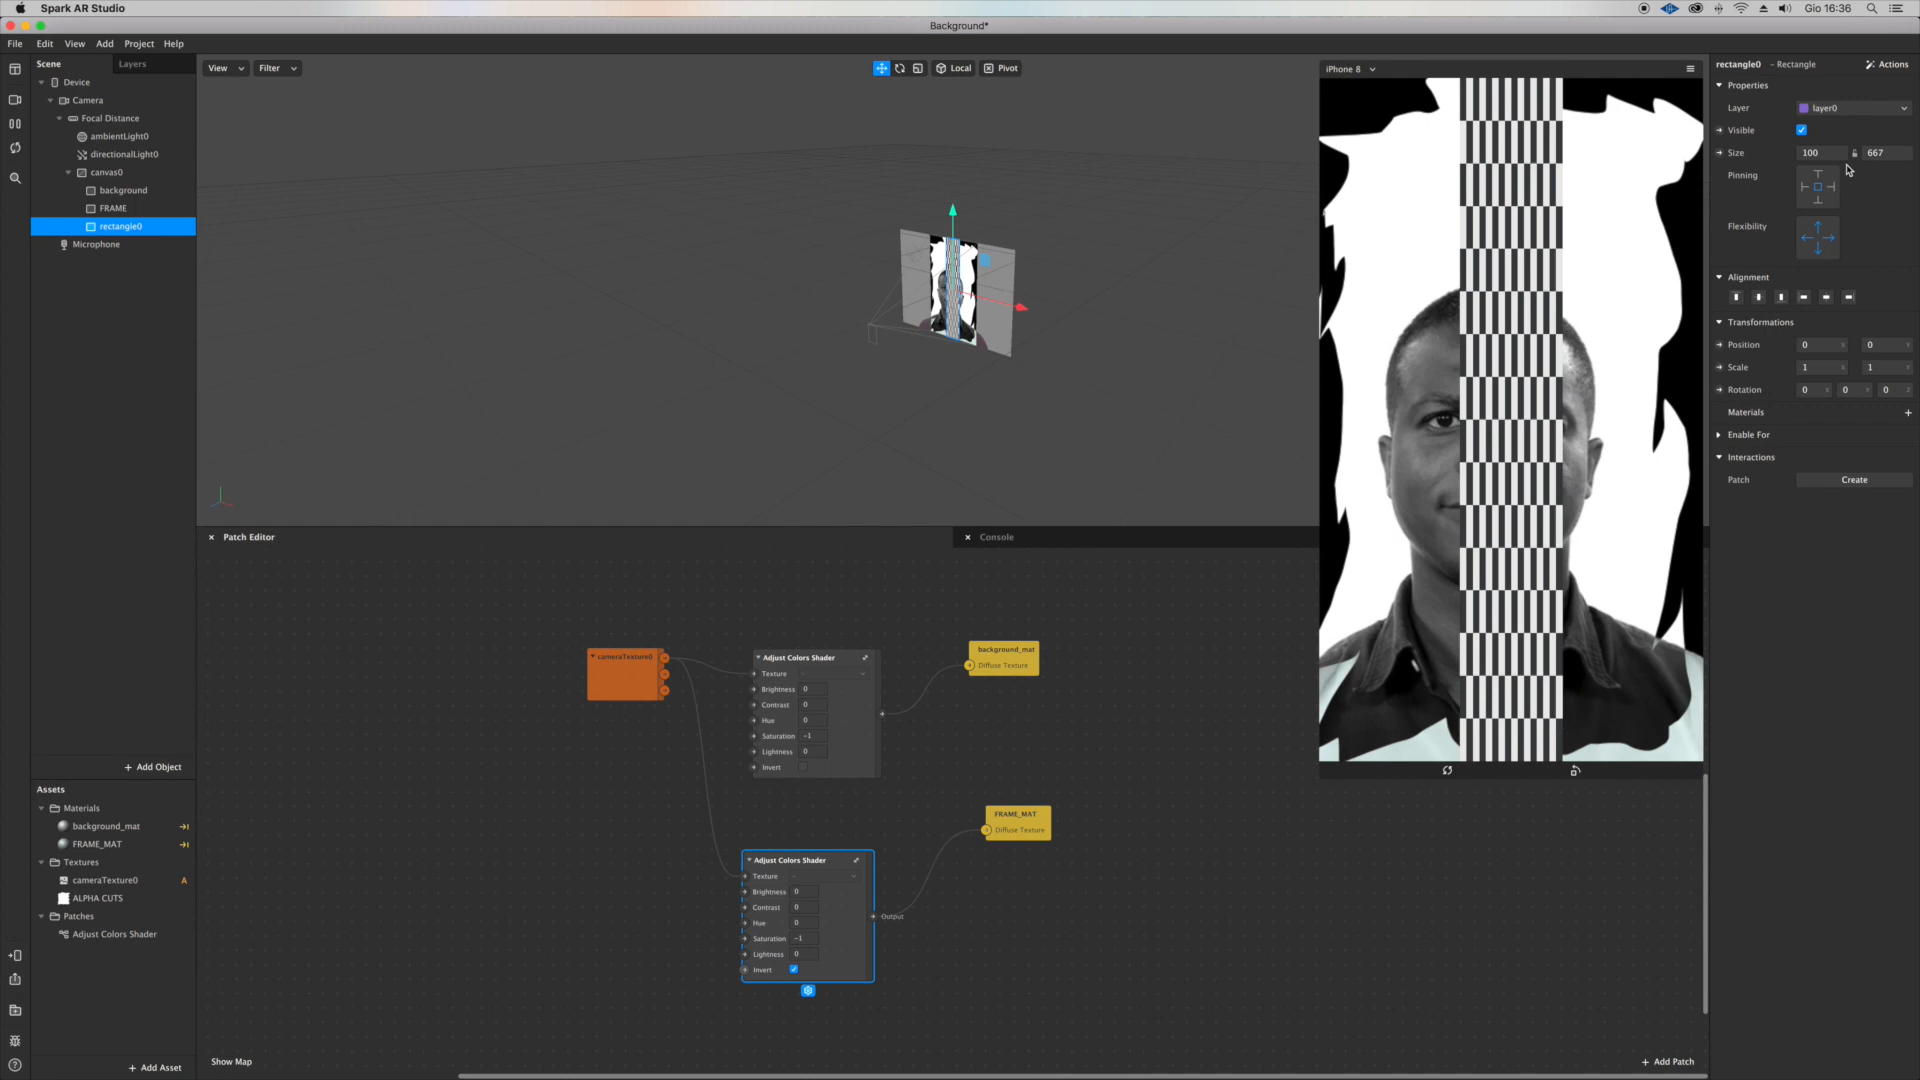 Spark AR Studio
Gio 16:36
Background*
File Edit View Add Project Help
Scene
Layers
Device
Camera
Focal Distance
ambientLight0
directionalLight0
canvas0
background
FRAME
rectangle0
Microphone
+ Add Object
Assets
Materials
background_mat
FRAME_MAT
Textures
cameraTexture0 A
ALPHA CUTS
Patches
Adjust Colors Shader
+ Add Asset
View
Filter
Local
Pivot
iPhone 8
× Patch Editor
× Console
cameraTexture0
Adjust Colors Shader
Texture
Brightness 0
Contrast 0
Hue 0
Saturation −1
Lightness 0
Invert
background_mat
Diffuse Texture
FRAME_MAT
Diffuse Texture
Adjust Colors Shader
Texture -
Brightness 0
Contrast 0
Hue 0
Saturation −1
Lightness 0
Invert
Output
Show Map
+ Add Patch
rectangle0 – Rectangle
Actions
Properties
Layer layer0
Visible
Size 100 667
Pinning
Flexibility
Alignment
Transformations
Position 0 X 0 Y
Scale 1 X 1 Y
Rotation 0 X 0 Y 0 Z
Materials +
Enable For
Interactions
Patch Create